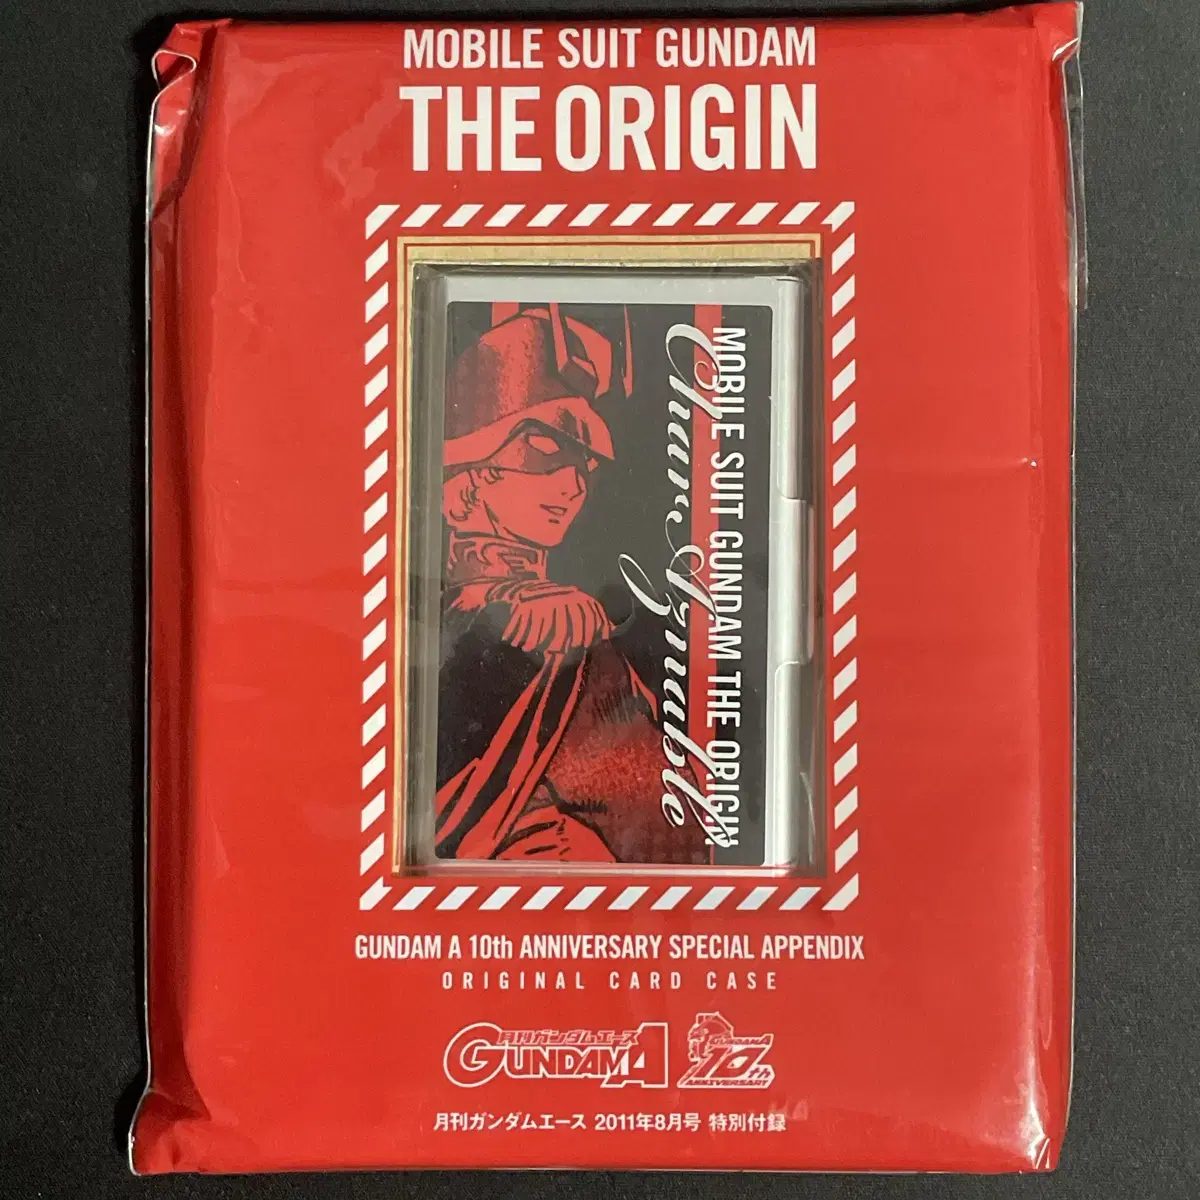 MOBILE SUIT GUNDAM
THE ORIGIN
MOBILE SUIT GUNDAM THE ORIGIN
Char Aznable
GUNDAM A 10th ANNIVERSARY SPECIAL APPENDIX
ORIGINAL CARD CASE
月刊ガンダムエース
GUNDAMA
GUNDAMA
10th
ANNIVERSARY
月刊ガンダムエース 2011年8月号 特別付録